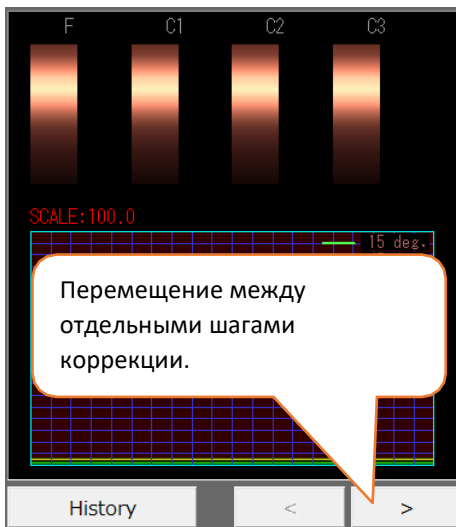 F C1 C2 C3
SCALE:100.0
15 deg.
Перемещение между
отдельными шагами
коррекции.
History < >